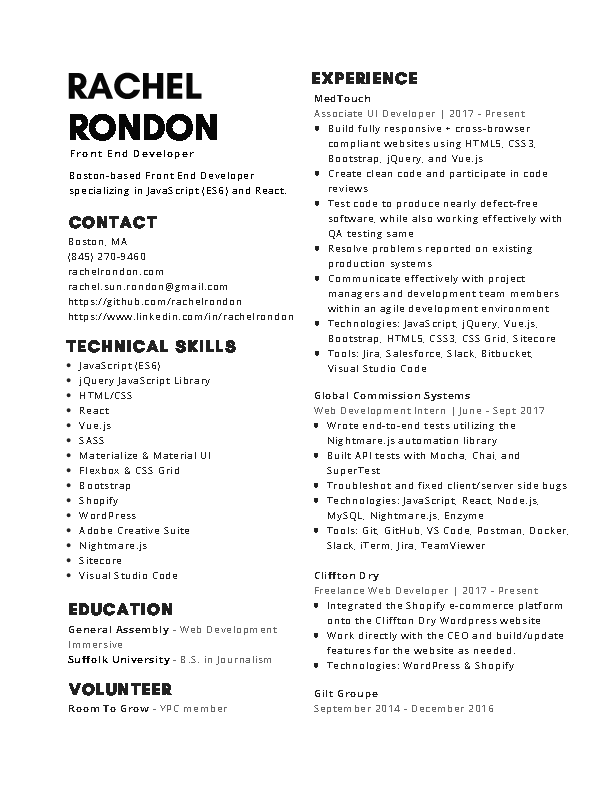 RACHEL
RONDON
Front End Developer
Boston-based Front End Developer
specializing in JavaScript (ES6) and React.
CONTACT
Boston, MA
(845) 270-9460
rachelrondon.com
rachel.sun.rondon@gmail.com
https://github.com/rachelrondon
https://www.linkedin.com/in/rachelrondon
TECHNICAL SKILLS
• JavaScript (ES6)
• jQuery JavaScript Library
• HTML/CSS
• React
• Vue.js
• SASS
• Materialize & Material UI
• Flexbox & CSS Grid
• Bootstrap
• Shopify
• WordPress
• Adobe Creative Suite
• Nightmare.js
• Sitecore
• Visual Studio Code
EDUCATION
General Assembly - Web Development
Immersive
Suffolk University - B.S. in Journalism
VOLUNTEER
Room To Grow - YPC member
EXPERIENCE
MedTouch
Associate UI Developer | 2017 - Present
• Build fully responsive + cross-browser
compliant websites using HTML5, CSS3,
Bootstrap, jQuery, and Vue.js
• Create clean code and participate in code
reviews
• Test code to produce nearly defect-free
software, while also working effectively with
QA testing same
• Resolve problems reported on existing
production systems
• Communicate effectively with project
managers and development team members
within an agile development environment
• Technologies: JavaScript, jQuery, Vue.js,
Bootstrap, HTML5, CSS3, CSS Grid, Sitecore
• Tools: Jira, Salesforce, Slack, Bitbucket,
Visual Studio Code
Global Commission Systems
Web Development Intern | June - Sept 2017
• Wrote end-to-end tests utilizing the
Nightmare.js automation library
• Built API tests with Mocha, Chai, and
SuperTest
• Troubleshot and fixed client/server side bugs
• Technologies: JavaScript, React, Node.js,
MySQL, Nightmare.js, Enzyme
• Tools: Git, GitHub, VS Code, Postman, Docker,
Slack, iTerm, Jira, TeamViewer
Cliffton Dry
Freelance Web Developer | 2017 - Present
• Integrated the Shopify e-commerce platform
onto the Cliffton Dry Wordpress website
• Work directly with the CEO and build/update
features for the website as needed.
• Technologies: WordPress & Shopify
Gilt Groupe
September 2014 - December 2016